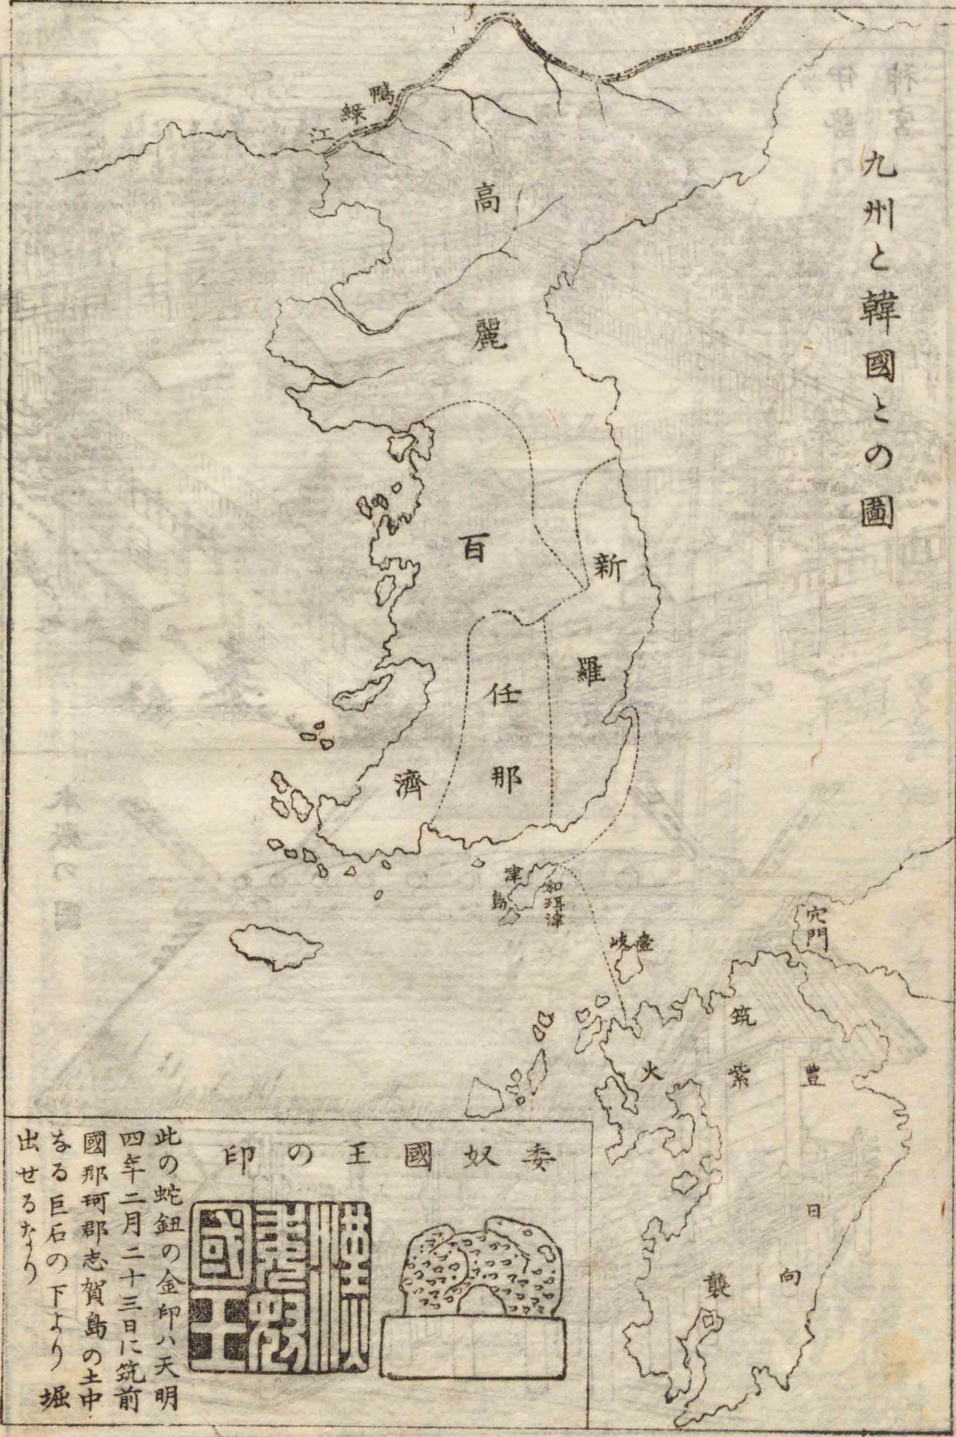 九州と韓國との圖
鴨綠江
高麗
百濟
新羅
任那
津島
和珥津
壹岐
穴門
筑紫
豊
火
日向
襲
委奴國王の印
漢委奴國王
此の蛇鈕の金印ハ天明
四年二月二十三日に筑前
國那珂郡志賀島の土中
なる巨石の下より堀
出せるなり